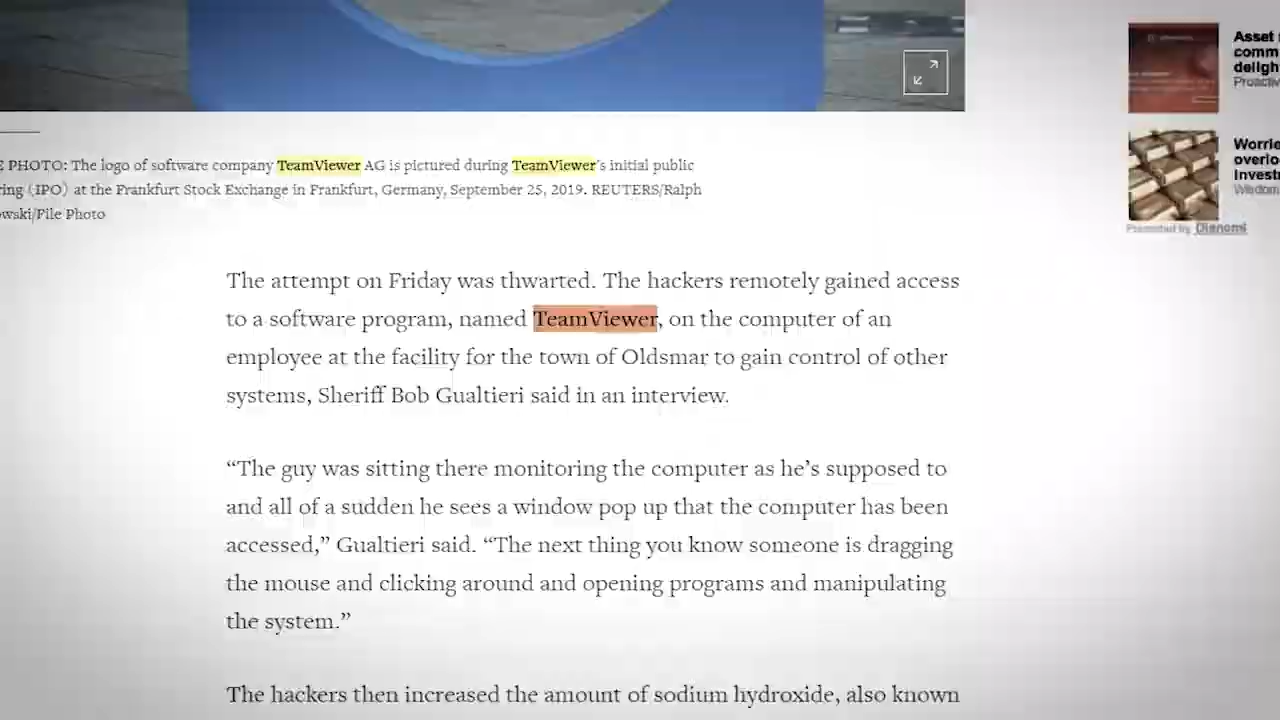 PHOTO: The logo of software company TeamViewer AG is pictured during TeamViewer's initial public
(IPO) at the Frankfurt Stock Exchange in Frankfurt, Germany, September 25, 2019. REUTERS/Ralph
Photo
The attempt on Friday was thwarted. The hackers remotely gained access
to a software program, named TeamViewer, on the computer of an
employee at the facility for the town of Oldsmar to gain control of other
systems, Sheriff Bob Gualtieri said in an interview.
“The guy was sitting there monitoring the computer as he’s supposed to
and all of a sudden he sees a window pop up that the computer has been
accessed,” Gualtieri said. “The next thing you know someone is dragging
the mouse and clicking around and opening programs and manipulating
the system.”
The hackers then increased the amount of sodium hydroxide, also known
Asset
Presented by Dianomi